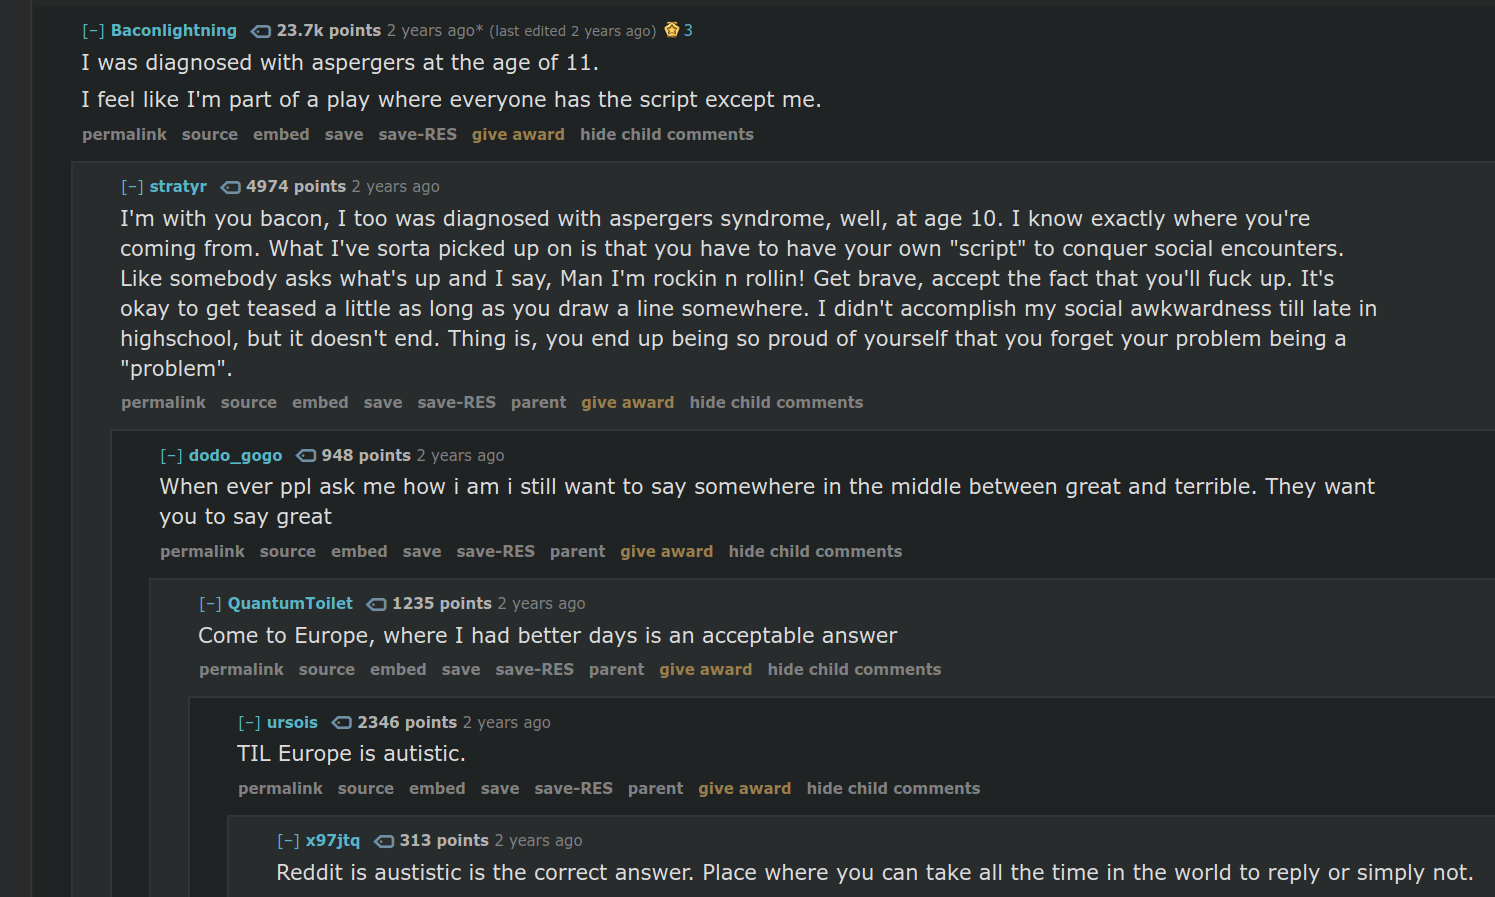 [−] Baconlightning 23.7k points 2 years ago* (last edited 2 years ago) 3
I was diagnosed with aspergers at the age of 11.
I feel like I'm part of a play where everyone has the script except me.
permalink source embed save save-RES give award hide child comments
[−] stratyr 4974 points 2 years ago
I'm with you bacon, I too was diagnosed with aspergers syndrome, well, at age 10. I know exactly where you're
coming from. What I've sorta picked up on is that you have to have your own "script" to conquer social encounters.
Like somebody asks what's up and I say, Man I'm rockin n rollin! Get brave, accept the fact that you'll fuck up. It's
okay to get teased a little as long as you draw a line somewhere. I didn't accomplish my social awkwardness till late in
highschool, but it doesn't end. Thing is, you end up being so proud of yourself that you forget your problem being a
"problem".
permalink source embed save save-RES parent give award hide child comments
[−] dodo_gogo 948 points 2 years ago
When ever ppl ask me how i am i still want to say somewhere in the middle between great and terrible. They want
you to say great
permalink source embed save save-RES parent give award hide child comments
[−] QuantumToilet 1235 points 2 years ago
Come to Europe, where I had better days is an acceptable answer
permalink source embed save save-RES parent give award hide child comments
[−] ursois 2346 points 2 years ago
TIL Europe is autistic.
permalink source embed save save-RES parent give award hide child comments
[−] x97jtq 313 points 2 years ago
Reddit is austistic is the correct answer. Place where you can take all the time in the world to reply or simply not.